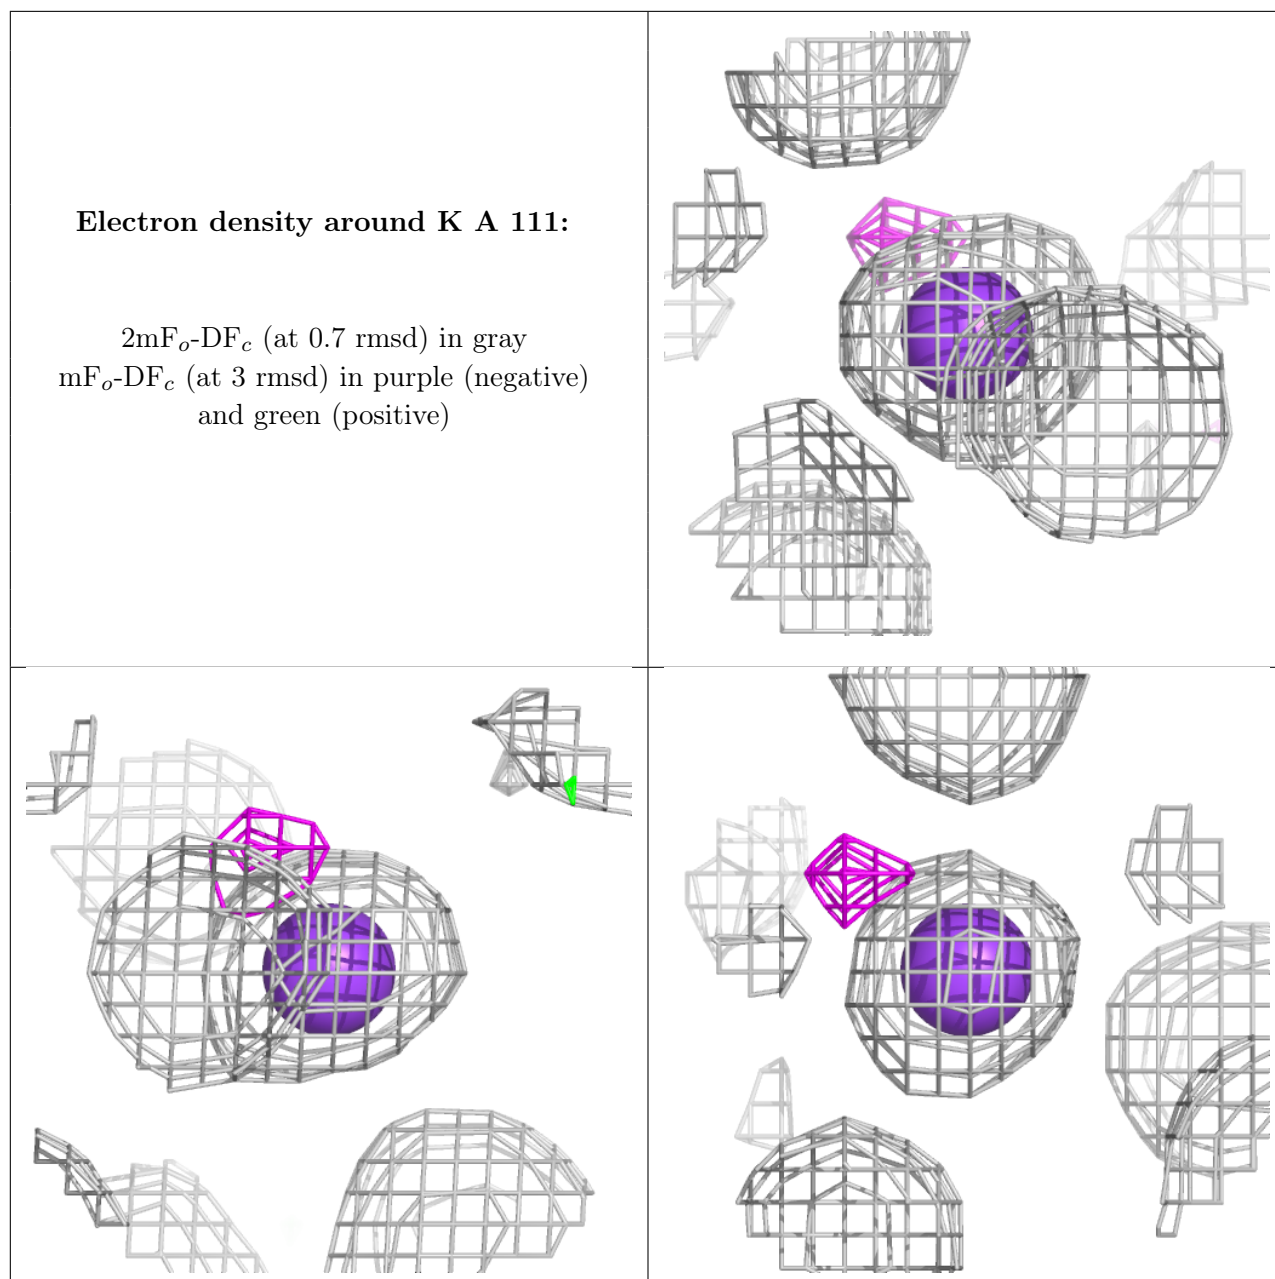 Electron density around K A 111:
2mFₒ-DF𝒸 (at 0.7 rmsd) in gray
mFₒ-DF𝒸 (at 3 rmsd) in purple (negative)
and green (positive)